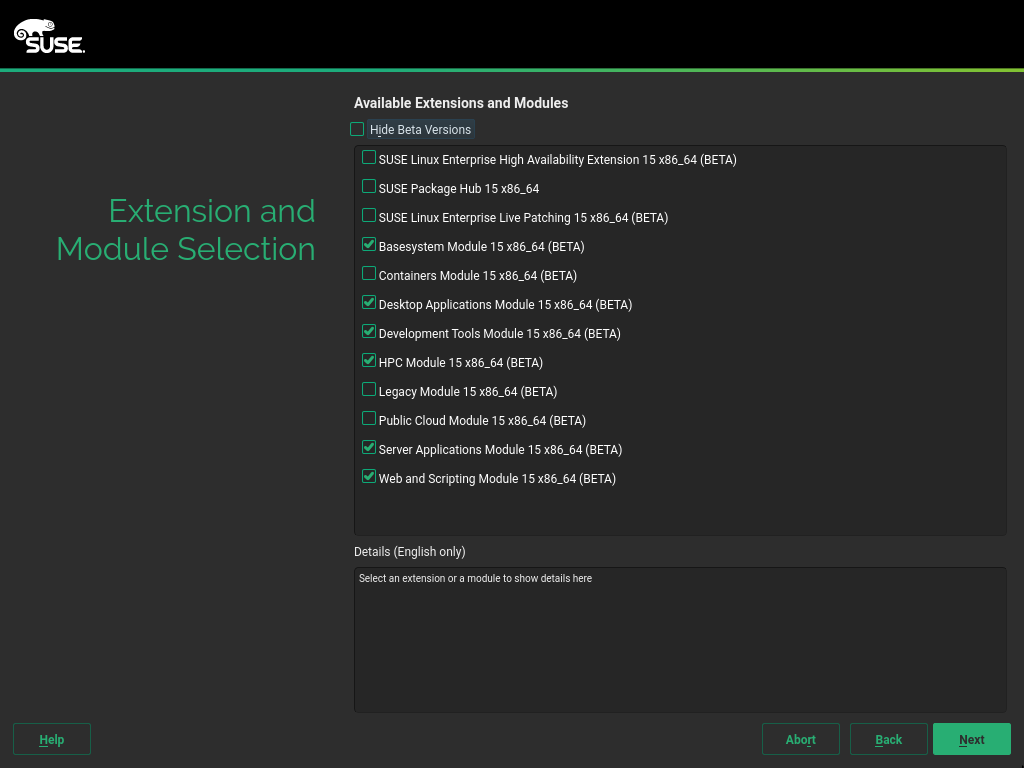 SUSE.
Extension and
Module Selection
Available Extensions and Modules
Hide Beta Versions
SUSE Linux Enterprise High Availability Extension 15 x86_64 (BETA)
SUSE Package Hub 15 x86_64
SUSE Linux Enterprise Live Patching 15 x86_64 (BETA)
Basesystem Module 15 x86_64 (BETA)
Containers Module 15 x86_64 (BETA)
Desktop Applications Module 15 x86_64 (BETA)
Development Tools Module 15 x86_64 (BETA)
HPC Module 15 x86_64 (BETA)
Legacy Module 15 x86_64 (BETA)
Public Cloud Module 15 x86_64 (BETA)
Server Applications Module 15 x86_64 (BETA)
Web and Scripting Module 15 x86_64 (BETA)
Details (English only)
Select an extension or a module to show details here
Help
Abort
Back
Next